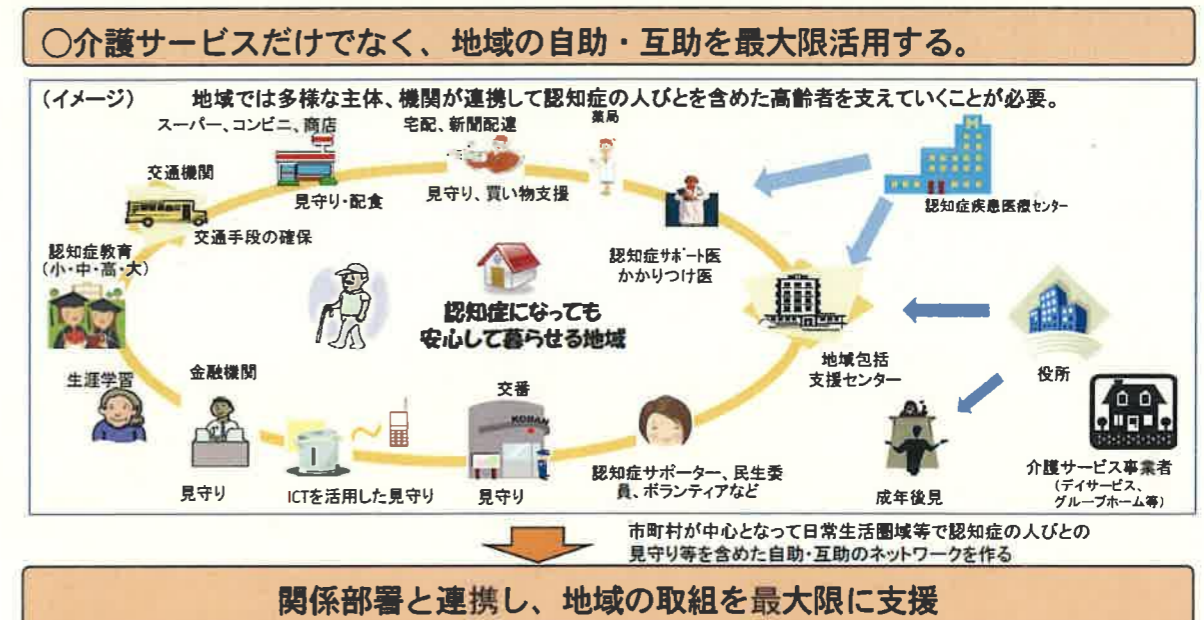 ○介護サービスだけでなく、地域の自助・互助を最大限活用する。
(イメージ) 地域では多様な主体、機関が連携して認知症の人びとを含めた高齢者を支えていくことが必要。
スーパー、コンビニ、商店
宅配、新聞配達
薬局
交通機関
見守り・配食
見守り、買い物支援
認知症疾患医療センター
交通手段の確保
認知症教育
(小・中・高・大)
認知症サポート医
かかりつけ医
認知症になっても
安心して暮らせる地域
地域包括
支援センター
役所
生涯学習
金融機関
交番
KOBAN
見守り
ICTを活用した見守り
見守り
認知症サポーター、民生委
員、ボランティアなど
成年後見
介護サービス事業者
(デイサービス、
グループホーム等)
市町村が中心となって日常生活圏域等で認知症の人びとの
見守り等を含めた自助・互助のネットワークを作る
関係部署と連携し、地域の取組を最大限に支援